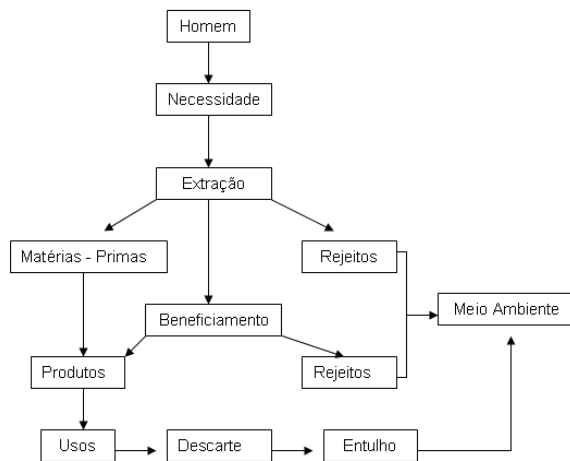 Homem
Necessidade
Extração
Matérias - Primas
Rejeitos
Meio Ambiente
Beneficiamento
Produtos
Rejeitos
Usos
Descarte
Entulho